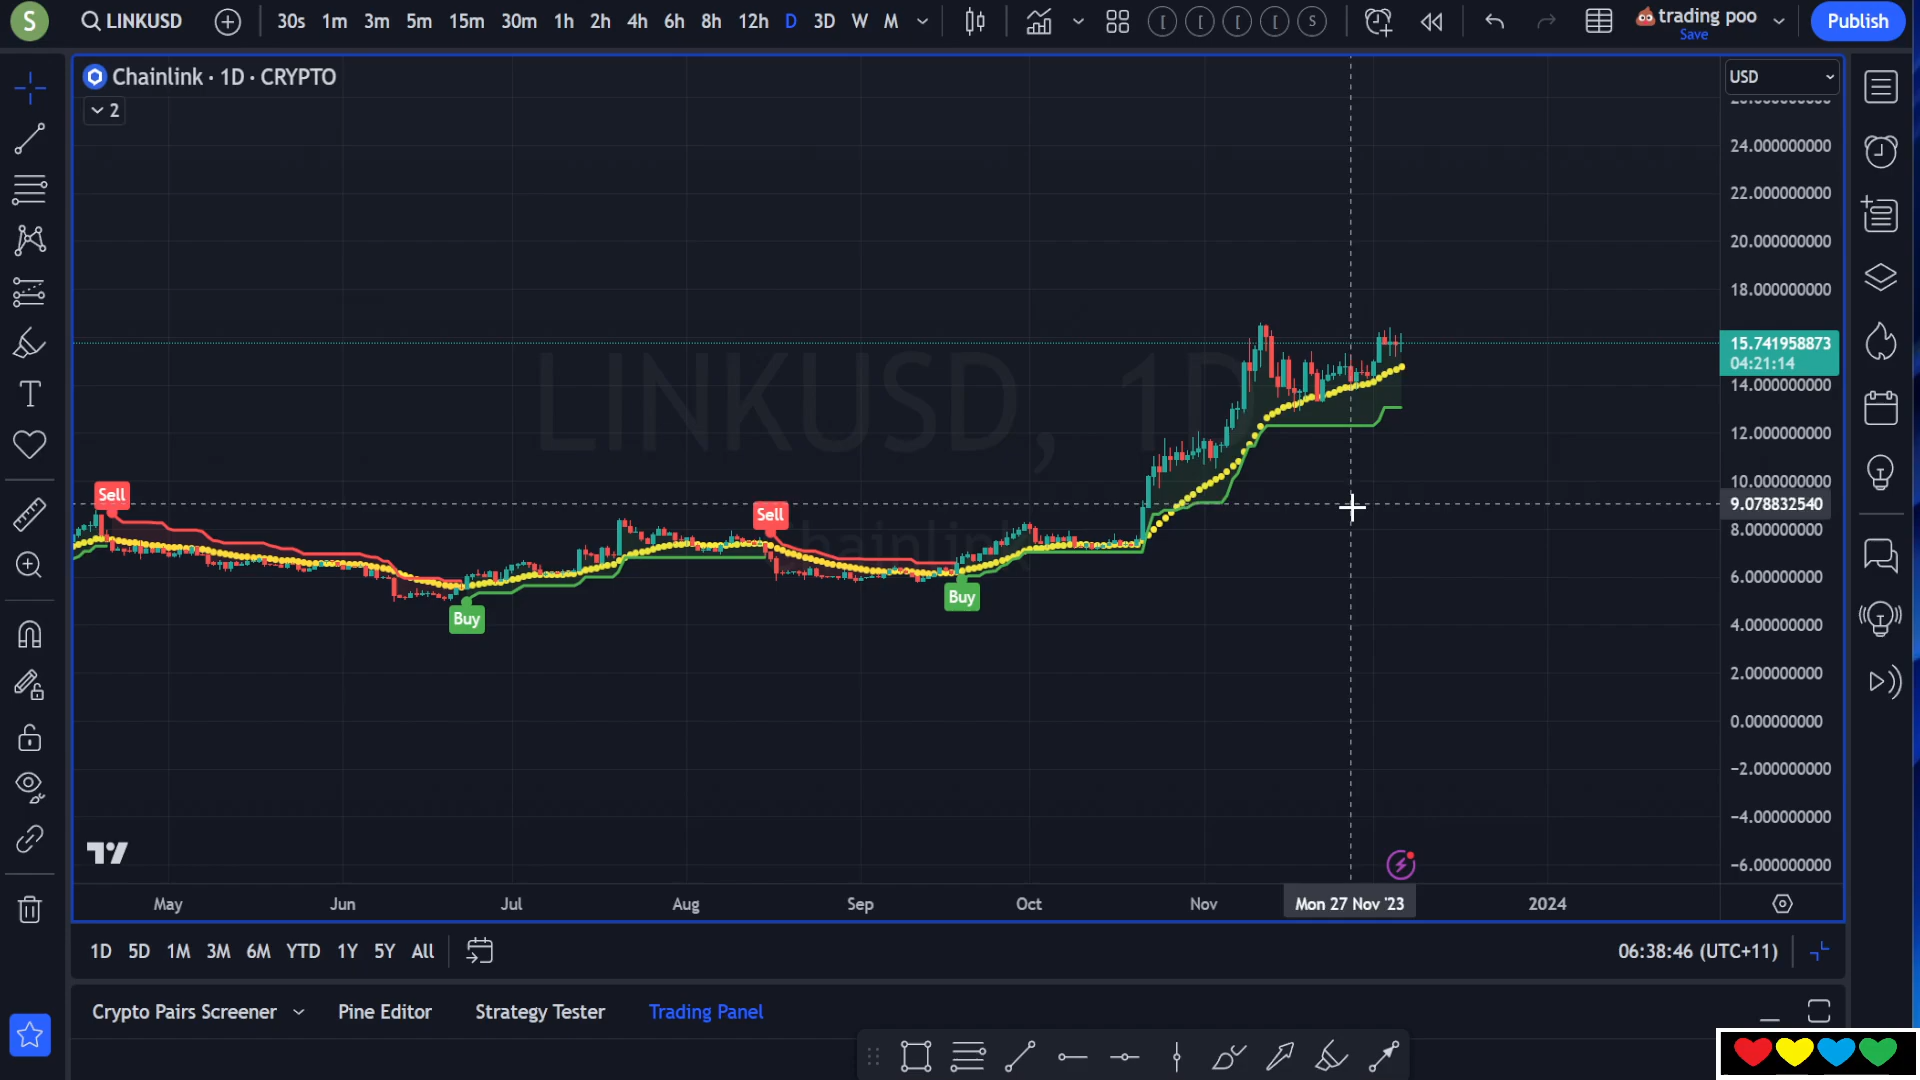 S
LINKUSD
30s 1m 3m 5m 15m 30m 1h 2h 4h 6h 8h 12h D 3D W M
[ [ [ [ S
trading poo
Save
Publish
Chainlink · 1D · CRYPTO
2
USD
24.000000000
22.000000000
20.000000000
18.000000000
15.741958873
04:21:14
14.000000000
12.000000000
10.000000000
9.078832540
8.000000000
6.000000000
4.000000000
2.000000000
0.000000000
−2.000000000
−4.000000000
−6.000000000
LINKUSD, 1D
Chainlink
Sell
Sell
Buy
Buy
May Jun Jul Aug Sep Oct Nov Mon 27 Nov '23 2024
1D 5D 1M 3M 6M YTD 1Y 5Y All
06:38:46 (UTC+11)
Crypto Pairs Screener Pine Editor Strategy Tester Trading Panel